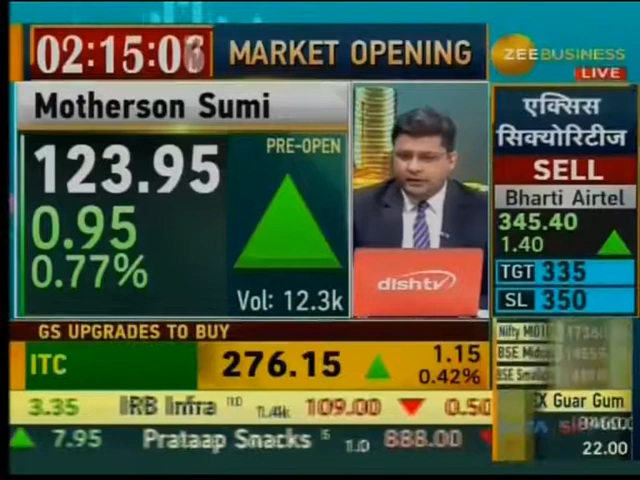 02:15:0
MARKET OPENING
ZEE BUSINESS
LIVE
Motherson Sumi
PRE-OPEN
123.95
0.95
0.77%
Vol: 12.3k
dishtv
एक्सिस
सिक्योरिटीज
SELL
Bharti Airtel
345.40
1.40
TGT 335
SL 350
GS UPGRADES TO BUY
ITC 276.15 1.15
0.42%
3.35 IRB Infra 11.41k 109.00 0.50
7.95 Prataap Snacks 888.00
X Guar Gum
22.00